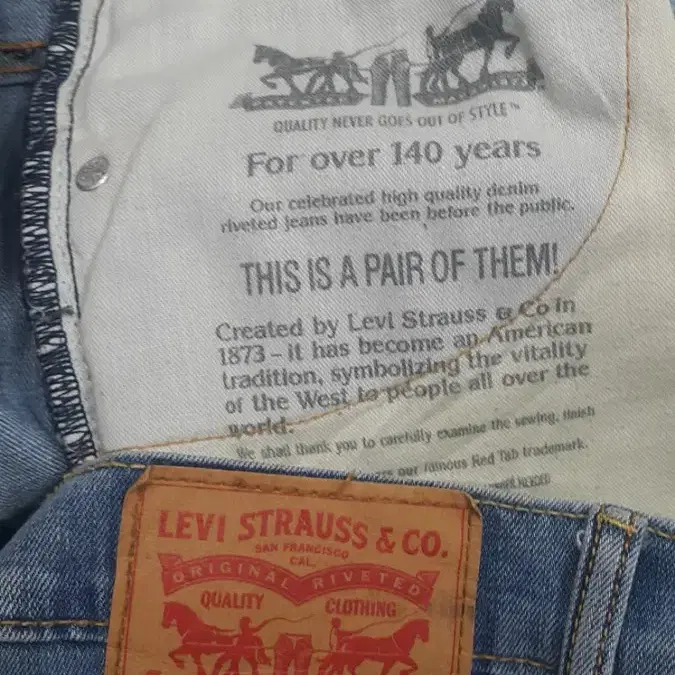 QUALITY NEVER GOES OUT OF STYLE™
For over 140 years
Our celebrated high quality denim
riveted jeans have been before the public.
THIS IS A PAIR OF THEM!
Created by Levi Strauss & Co in
1873 – it has become an American
tradition, symbolizing the vitality
of the West to people all over the
world.
We shall thank you to carefully examine the sewing, finish
our famous Red Tab trademark.
LEVI STRAUSS & CO.
SAN FRANCISCO
CAL.
ORIGINAL RIVETED
QUALITY CLOTHING